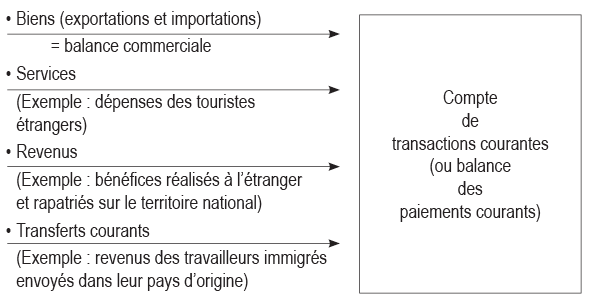 • Biens (exportations et importations)
= balance commerciale
• Services
(Exemple : dépenses des touristes
étrangers)
• Revenus
(Exemple : bénéfices réalisés à l’étranger
et rapatriés sur le territoire national)
• Transferts courants
(Exemple : revenus des travailleurs immigrés
envoyés dans leur pays d’origine)
Compte
de
transactions courantes
(ou balance
des
paiements courants)